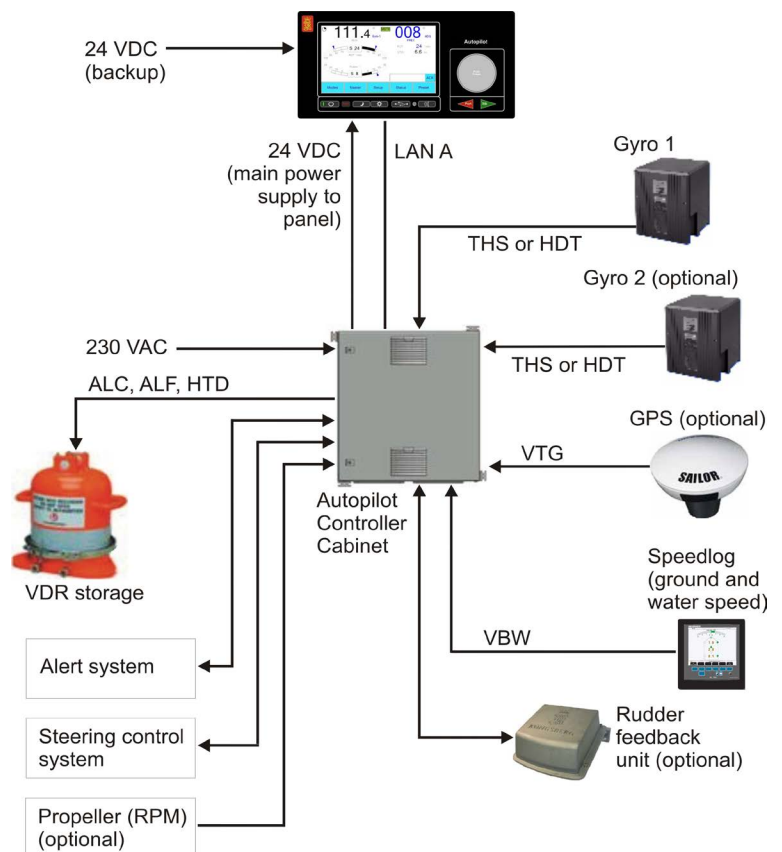 111.4
008
24
6.6
Autopilot
24 VDC
(backup)
24 VDC
(main power
supply to
panel)
LAN A
Gyro 1
THS or HDT
Gyro 2 (optional)
230 VAC
THS or HDT
ALC, ALF, HTD
GPS (optional)
VTG
SAILOR
Autopilot
Controller
Cabinet
VDR storage
Speedlog
(ground and
water speed)
VBW
Alert system
Steering control
system
Rudder
feedback
unit (optional)
Propeller (RPM)
(optional)